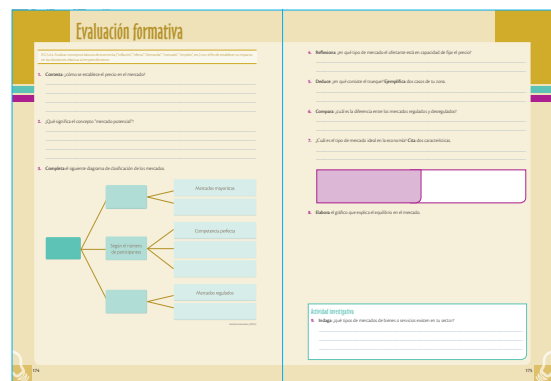 Evaluación formativa
1. Contesta: ¿cómo se establece el precio en el mercado?
2. ¿Qué significa el concepto "mercado potencial"?
3. Completa el siguiente diagrama de clasificación de los mercados.
Mercados mayoristas
Según el número
de participantes
Competencia perfecta
Mercados regulados
174
4. Reflexiona: ¿en qué tipo de mercado el ofertante está en capacidad de fijar el precio?
5. Deduce: ¿en qué consiste el trueque? Ejemplifica dos casos de tu zona.
6. Compara: ¿cuál es la diferencia entre los mercados regulados y desregulados?
7. ¿Cuál es el tipo de mercado ideal en la economía? Cita dos características.
8. Elabora el gráfico que explica el equilibrio en el mercado.
Actividad investigativa
9. Indaga: ¿qué tipos de mercados de bienes o servicios existen en tu sector?
175